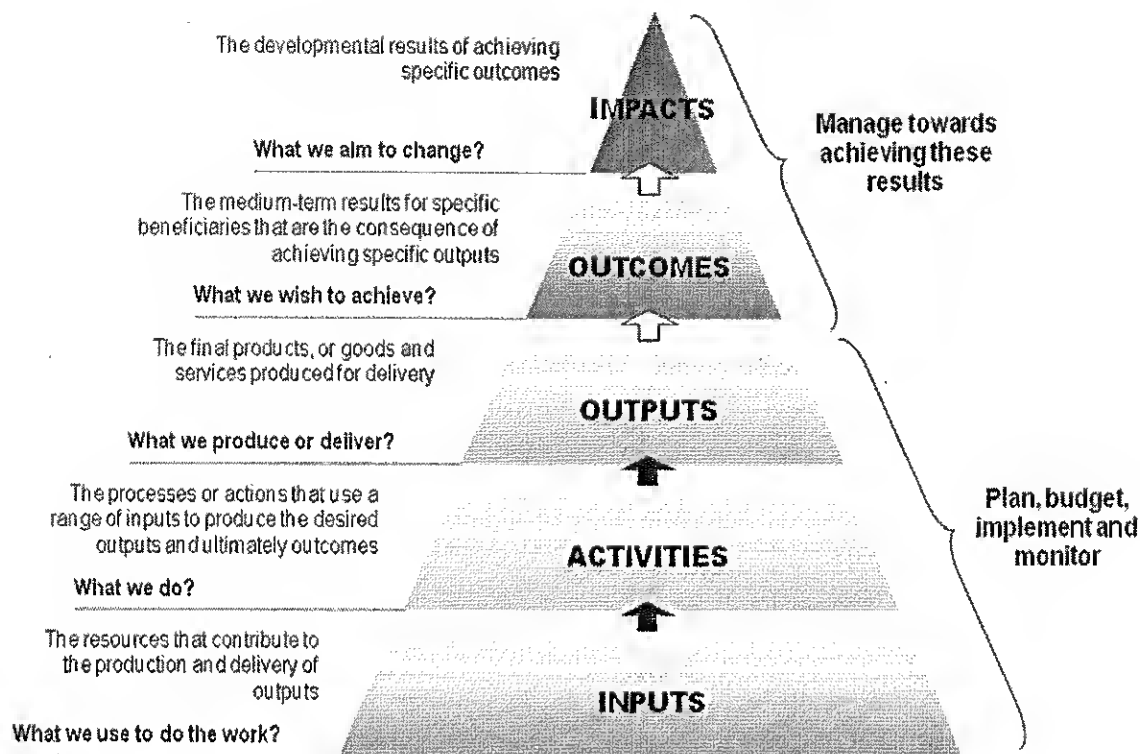 The developmental results of achieving
specific outcomes
IMPACTS
What we aim to change?
Manage towards
achieving these
results
The medium-term results for specific
beneficiaries that are the consequence of
achieving specific outputs
OUTCOMES
What we wish to achieve?
The final products, or goods and
services produced for delivery
OUTPUTS
What we produce or deliver?
The processes or actions that use a
range of inputs to produce the desired
outputs and ultimately outcomes
ACTIVITIES
What we do?
Plan, budget,
implement and
monitor
The resources that contribute to
the production and delivery of
outputs
INPUTS
What we use to do the work?